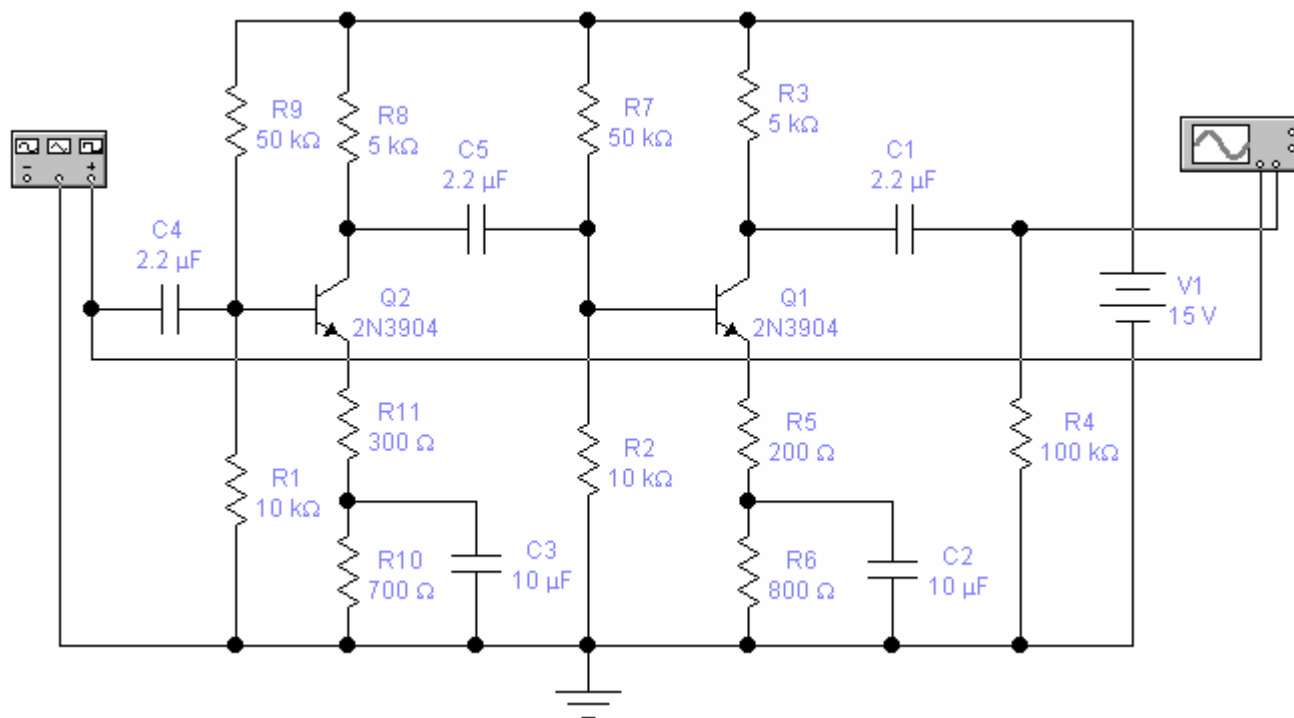 R9
50 kΩ
R8
5 kΩ
C5
2.2 µF
R7
50 kΩ
R3
5 kΩ
C1
2.2 µF
− +
C4
2.2 µF
Q2
2N3904
Q1
2N3904
V1
15 V
R11
300 Ω
R5
200 Ω
R4
100 kΩ
R1
10 kΩ
R2
10 kΩ
R10
700 Ω
C3
10 µF
R6
800 Ω
C2
10 µF